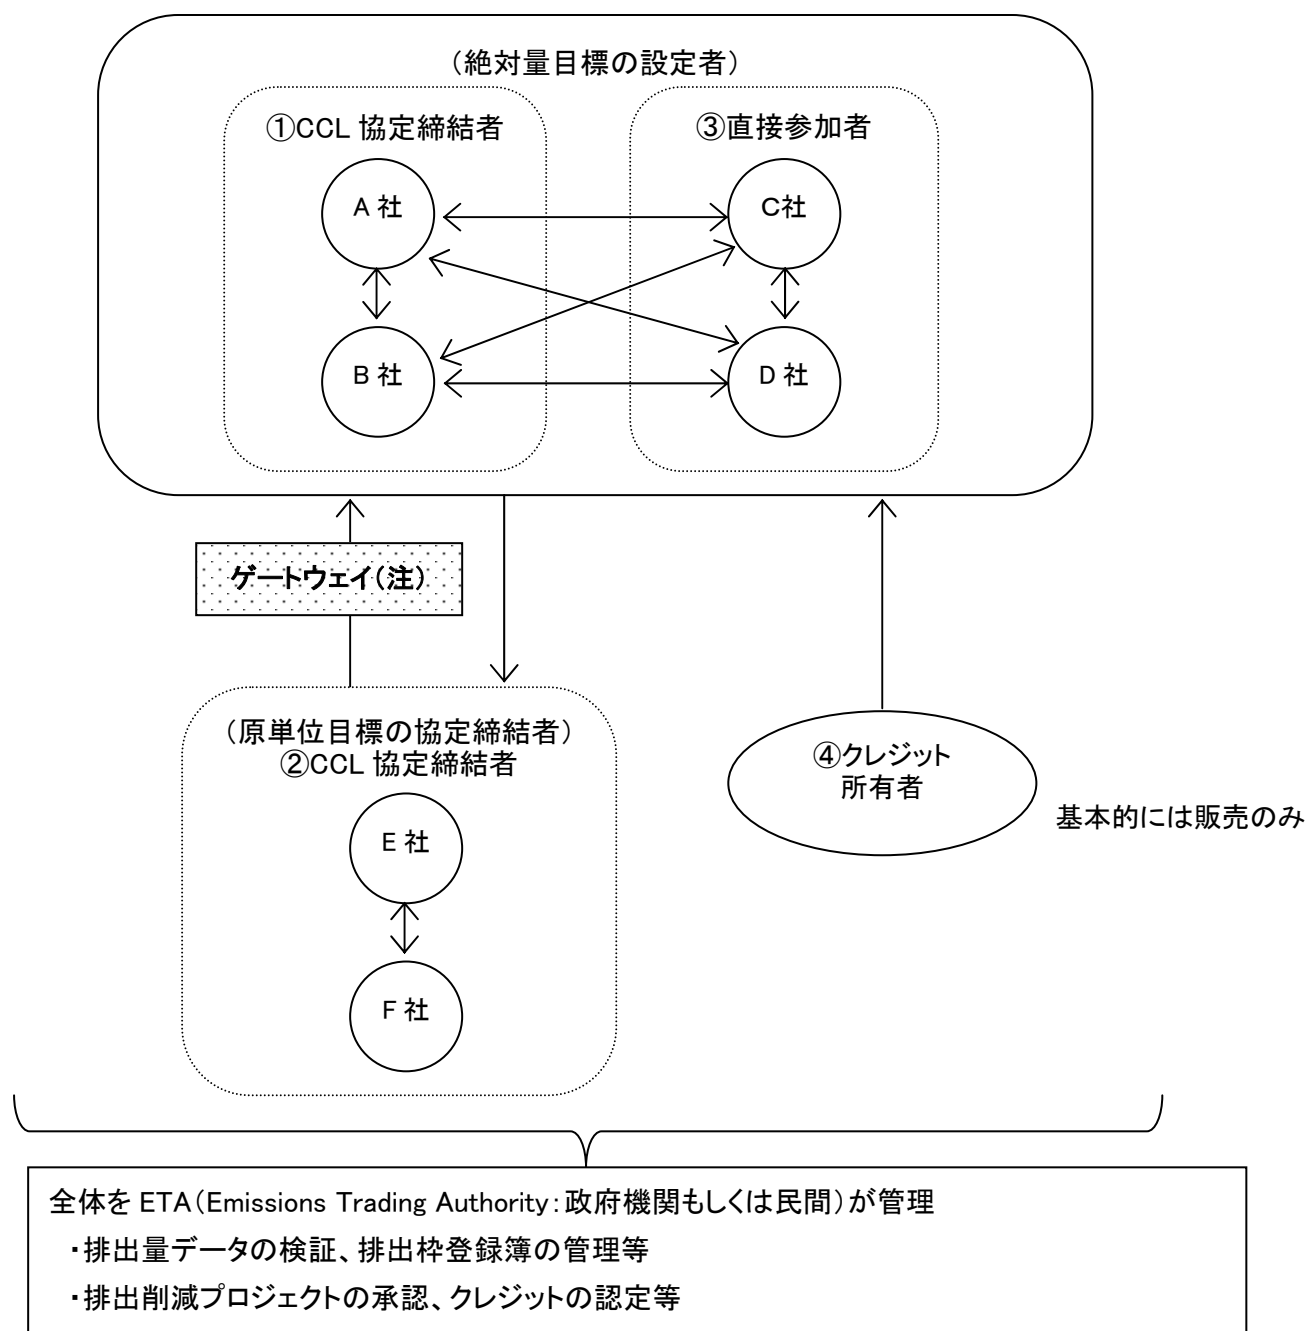 （絶対量目標の設定者）
①CCL 協定締結者
③直接参加者
A 社
C社
B 社
D 社
ゲートウェイ（注）
（原単位目標の協定締結者）
②CCL 協定締結者
④クレジット
所有者
基本的には販売のみ
E 社
F 社
全体を ETA（Emissions Trading Authority：政府機関もしくは民間）が管理
・排出量データの検証、排出枠登録簿の管理等
・排出削減プロジェクトの承認、クレジットの認定等